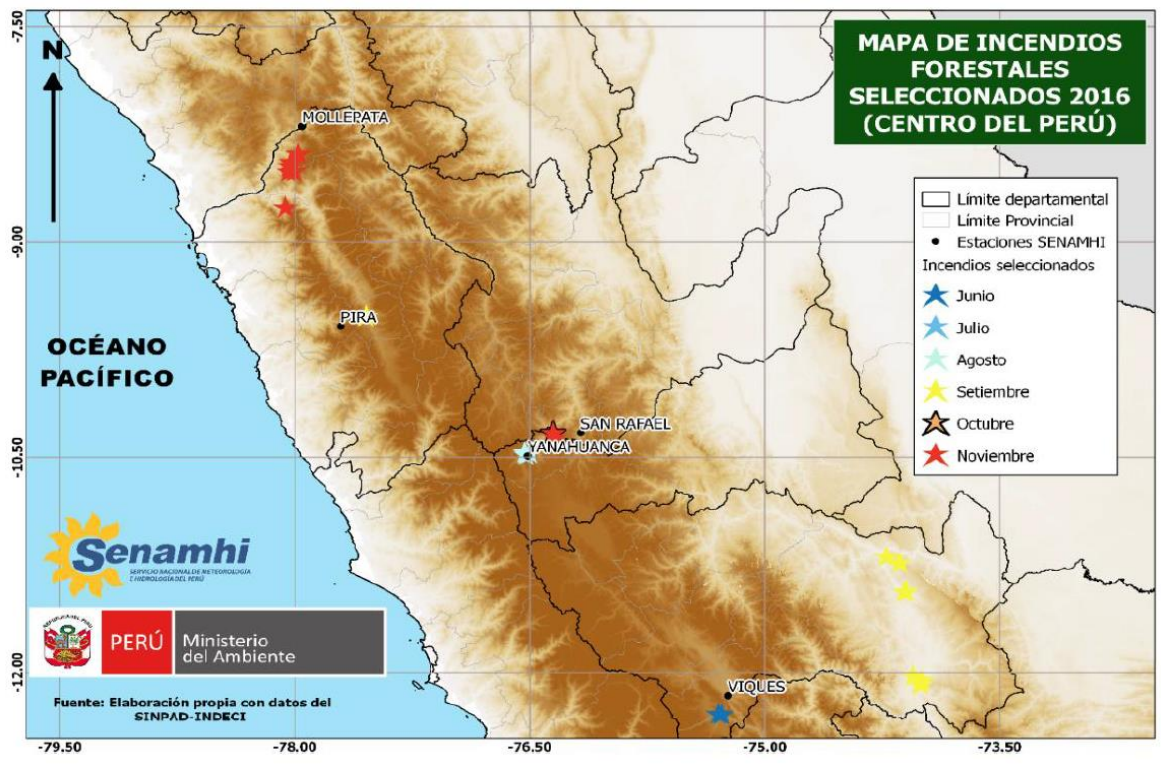 -7.50
MAPA DE INCENDIOS
FORESTALES
SELECCIONADOS 2016
(CENTRO DEL PERÚ)
N
MOLLEPATA
Límite departamental
Límite Provincial
Estaciones SENAMHI
Incendios seleccionados
Junio
Julio
Agosto
Setiembre
Octubre
Noviembre
-9.00
PIRA
OCÉANO
PACÍFICO
SAN RAFAEL
YANAHUANCA
-10.50
Senamhi
SERVICIO NACIONAL DE METEOROLOGÍA
E HIDROLOGÍA DEL PERÚ
PERÚ
Ministerio
del Ambiente
-12.00
VIQUES
Fuente: Elaboración propia con datos del
SINPAD-INDECI
-79.50
-78.00
-76.50
-75.00
-73.50